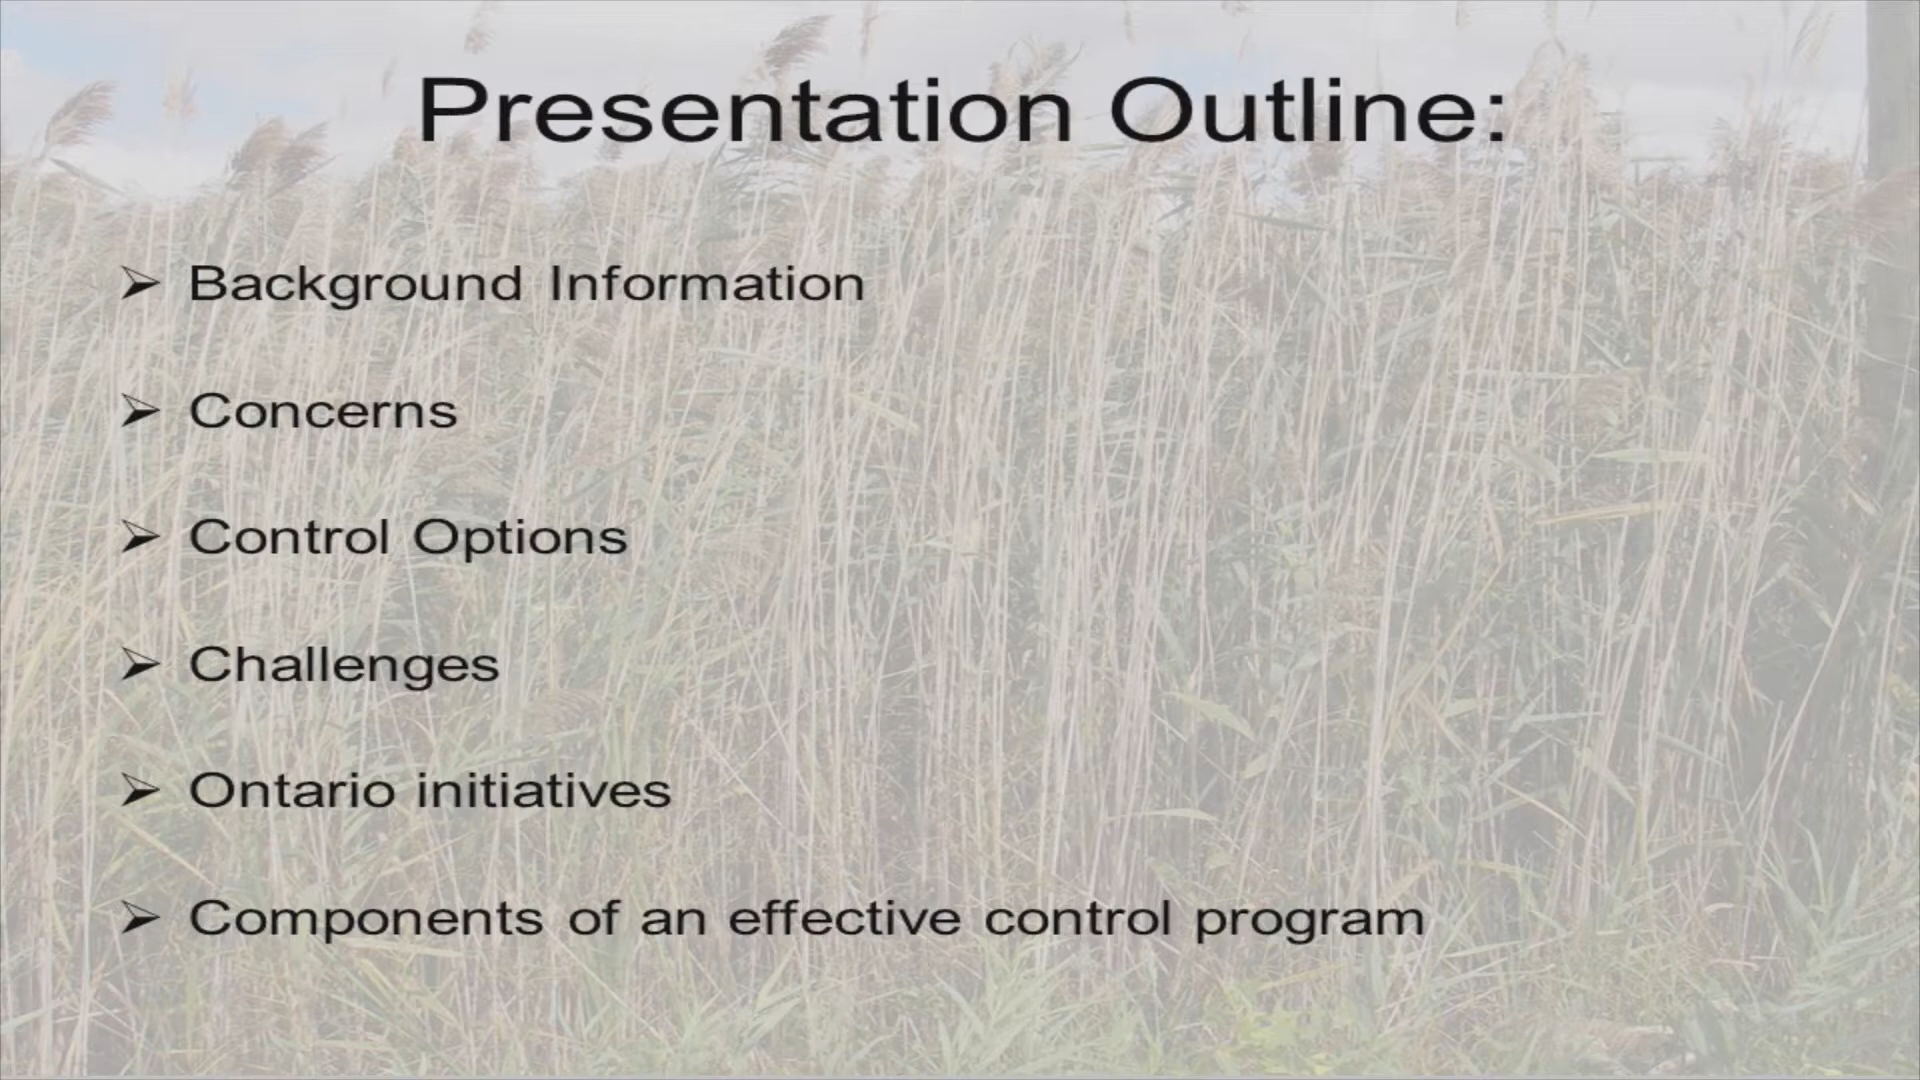 Presentation Outline:
➢ Background Information
➢ Concerns
➢ Control Options
➢ Challenges
➢ Ontario initiatives
➢ Components of an effective control program